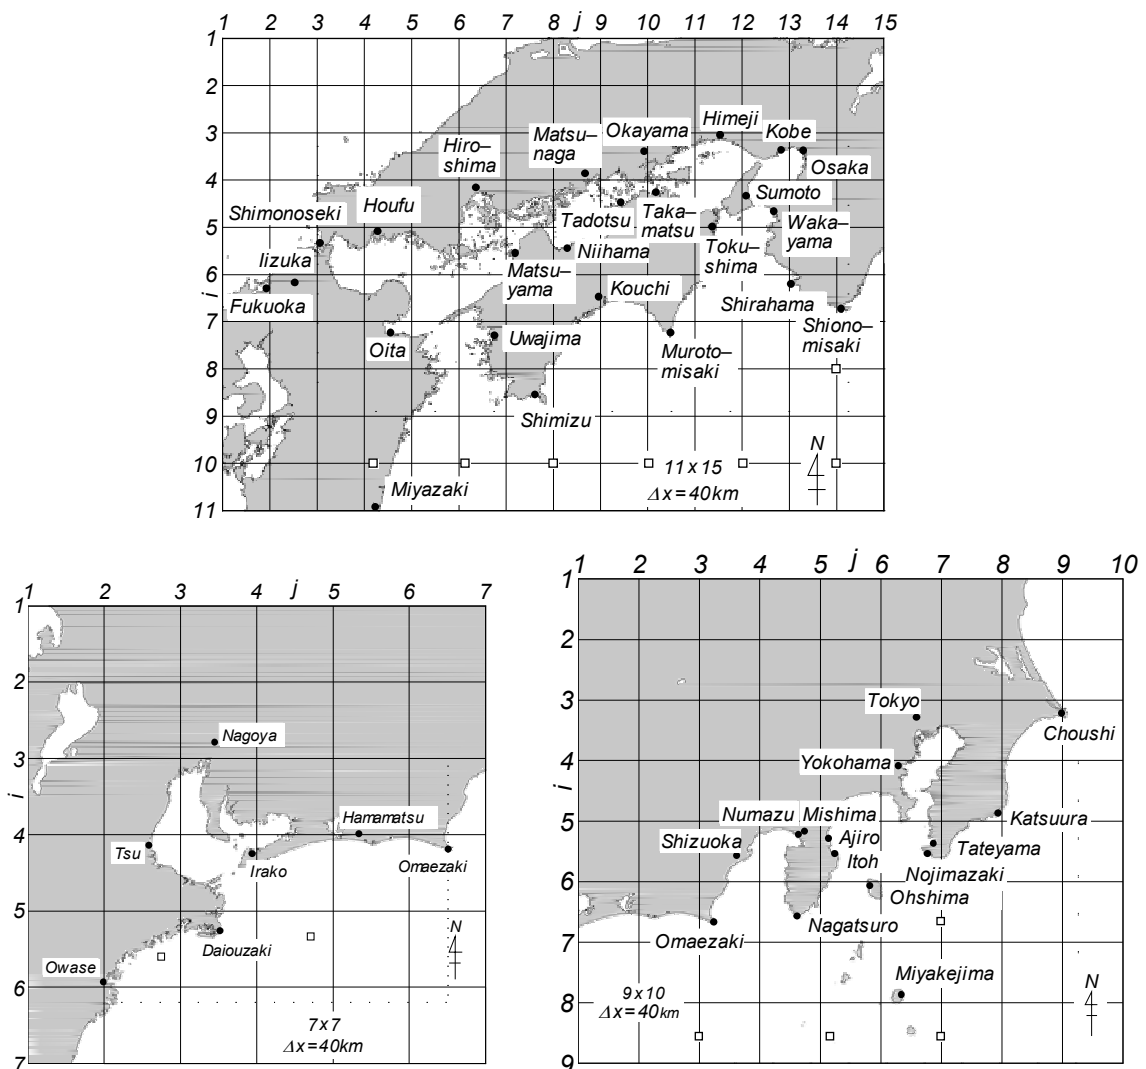 1 2 3 4 5 6 7 8 j 9 10 11 12 13 14 15
1
2
3
4
5
6
i
7
8
9
10
11
Himeji
Okayama
Kobe
Matsu–
naga
Hiro–
shima
Osaka
Sumoto
Houfu
Shimonoseki
Tadotsu
Taka–
matsu
Waka–
yama
Iizuka
Niihama
Toku–
shima
Matsu–
yama
Fukuoka
Kouchi
Shirahama
Shiono–
misaki
Oita
Uwajima
Muroto–
misaki
Shimizu
N
11 x 15
Δx = 40km
Miyazaki
1 2 3 4 j 5 6 7
1
2
3
i
4
5
6
7
Nagoya
Hamamatsu
Tsu
Irako
Omaezaki
Daiouzaki
N
Owase
7 x 7
Δx = 40km
1 2 3 4 5 j 6 7 8 9 10
1
2
3
4
i
5
6
7
8
9
Tokyo
Choushi
Yokohama
Numazu
Mishima
Katsuura
Shizuoka
Ajiro
Tateyama
Itoh
Nojimazaki
Ohshima
Omaezaki
Nagatsuro
Miyakejima
N
9 x 10
Δx = 40km